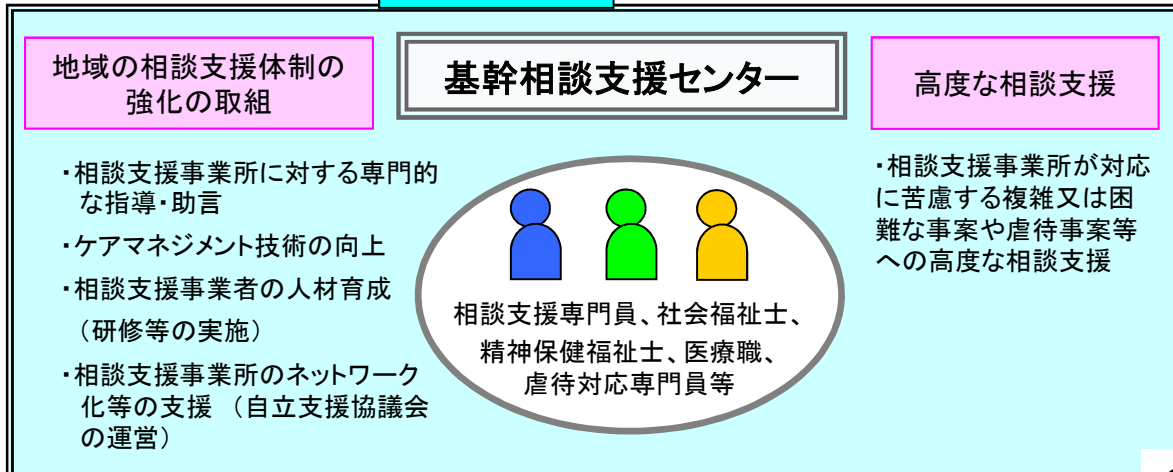 地域の相談支援体制の
強化の取組
基幹相談支援センター
高度な相談支援
・相談支援事業所に対する専門的
な指導・助言
・ケアマネジメント技術の向上
・相談支援事業者の人材育成
（研修等の実施）
・相談支援事業所のネットワーク
化等の支援　（自立支援協議会
の運営）
相談支援専門員、社会福祉士、
精神保健福祉士、医療職、
虐待対応専門員等
・相談支援事業所が対応
に苦慮する複雑又は困
難な事案や虐待事案等
への高度な相談支援